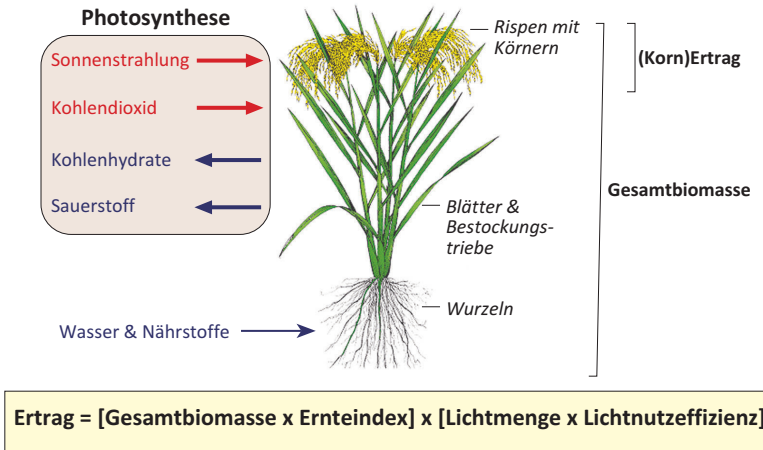 Photosynthese
Sonnenstrahlung
Kohlendioxid
Kohlenhydrate
Sauerstoff
Rispen mit
Körnern
(Korn)Ertrag
Gesamtbiomasse
Blätter &
Bestockungs-
triebe
Wurzeln
Wasser & Nährstoffe
Ertrag = [Gesamtbiomasse x Ernteindex] x [Lichtmenge x Lichtnutzeffizienz]